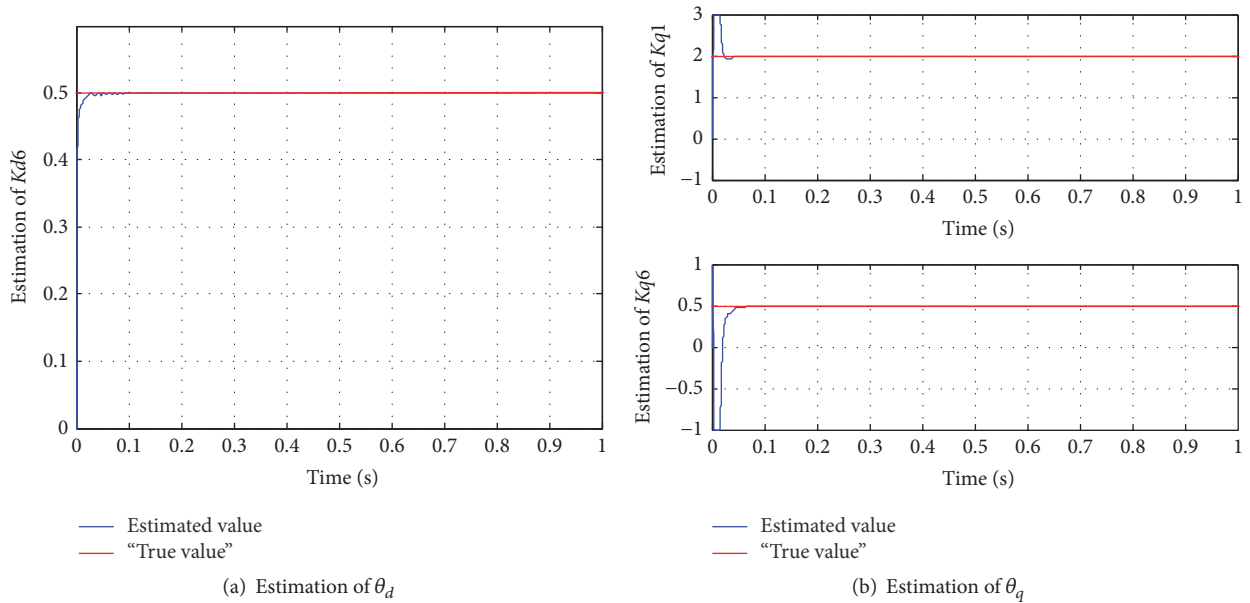 Estimation of Kd6
0.5
0.4
0.3
0.2
0.1
0
0 0.1 0.2 0.3 0.4 0.5 0.6 0.7 0.8 0.9 1
Time (s)
Estimated value
“True value”
(a) Estimation of θd
Estimation of Kq1
3
2
1
0
−1
0 0.1 0.2 0.3 0.4 0.5 0.6 0.7 0.8 0.9 1
Time (s)
Estimation of Kq6
1
0.5
0
−0.5
−1
0 0.1 0.2 0.3 0.4 0.5 0.6 0.7 0.8 0.9 1
Time (s)
Estimated value
“True value”
(b) Estimation of θq